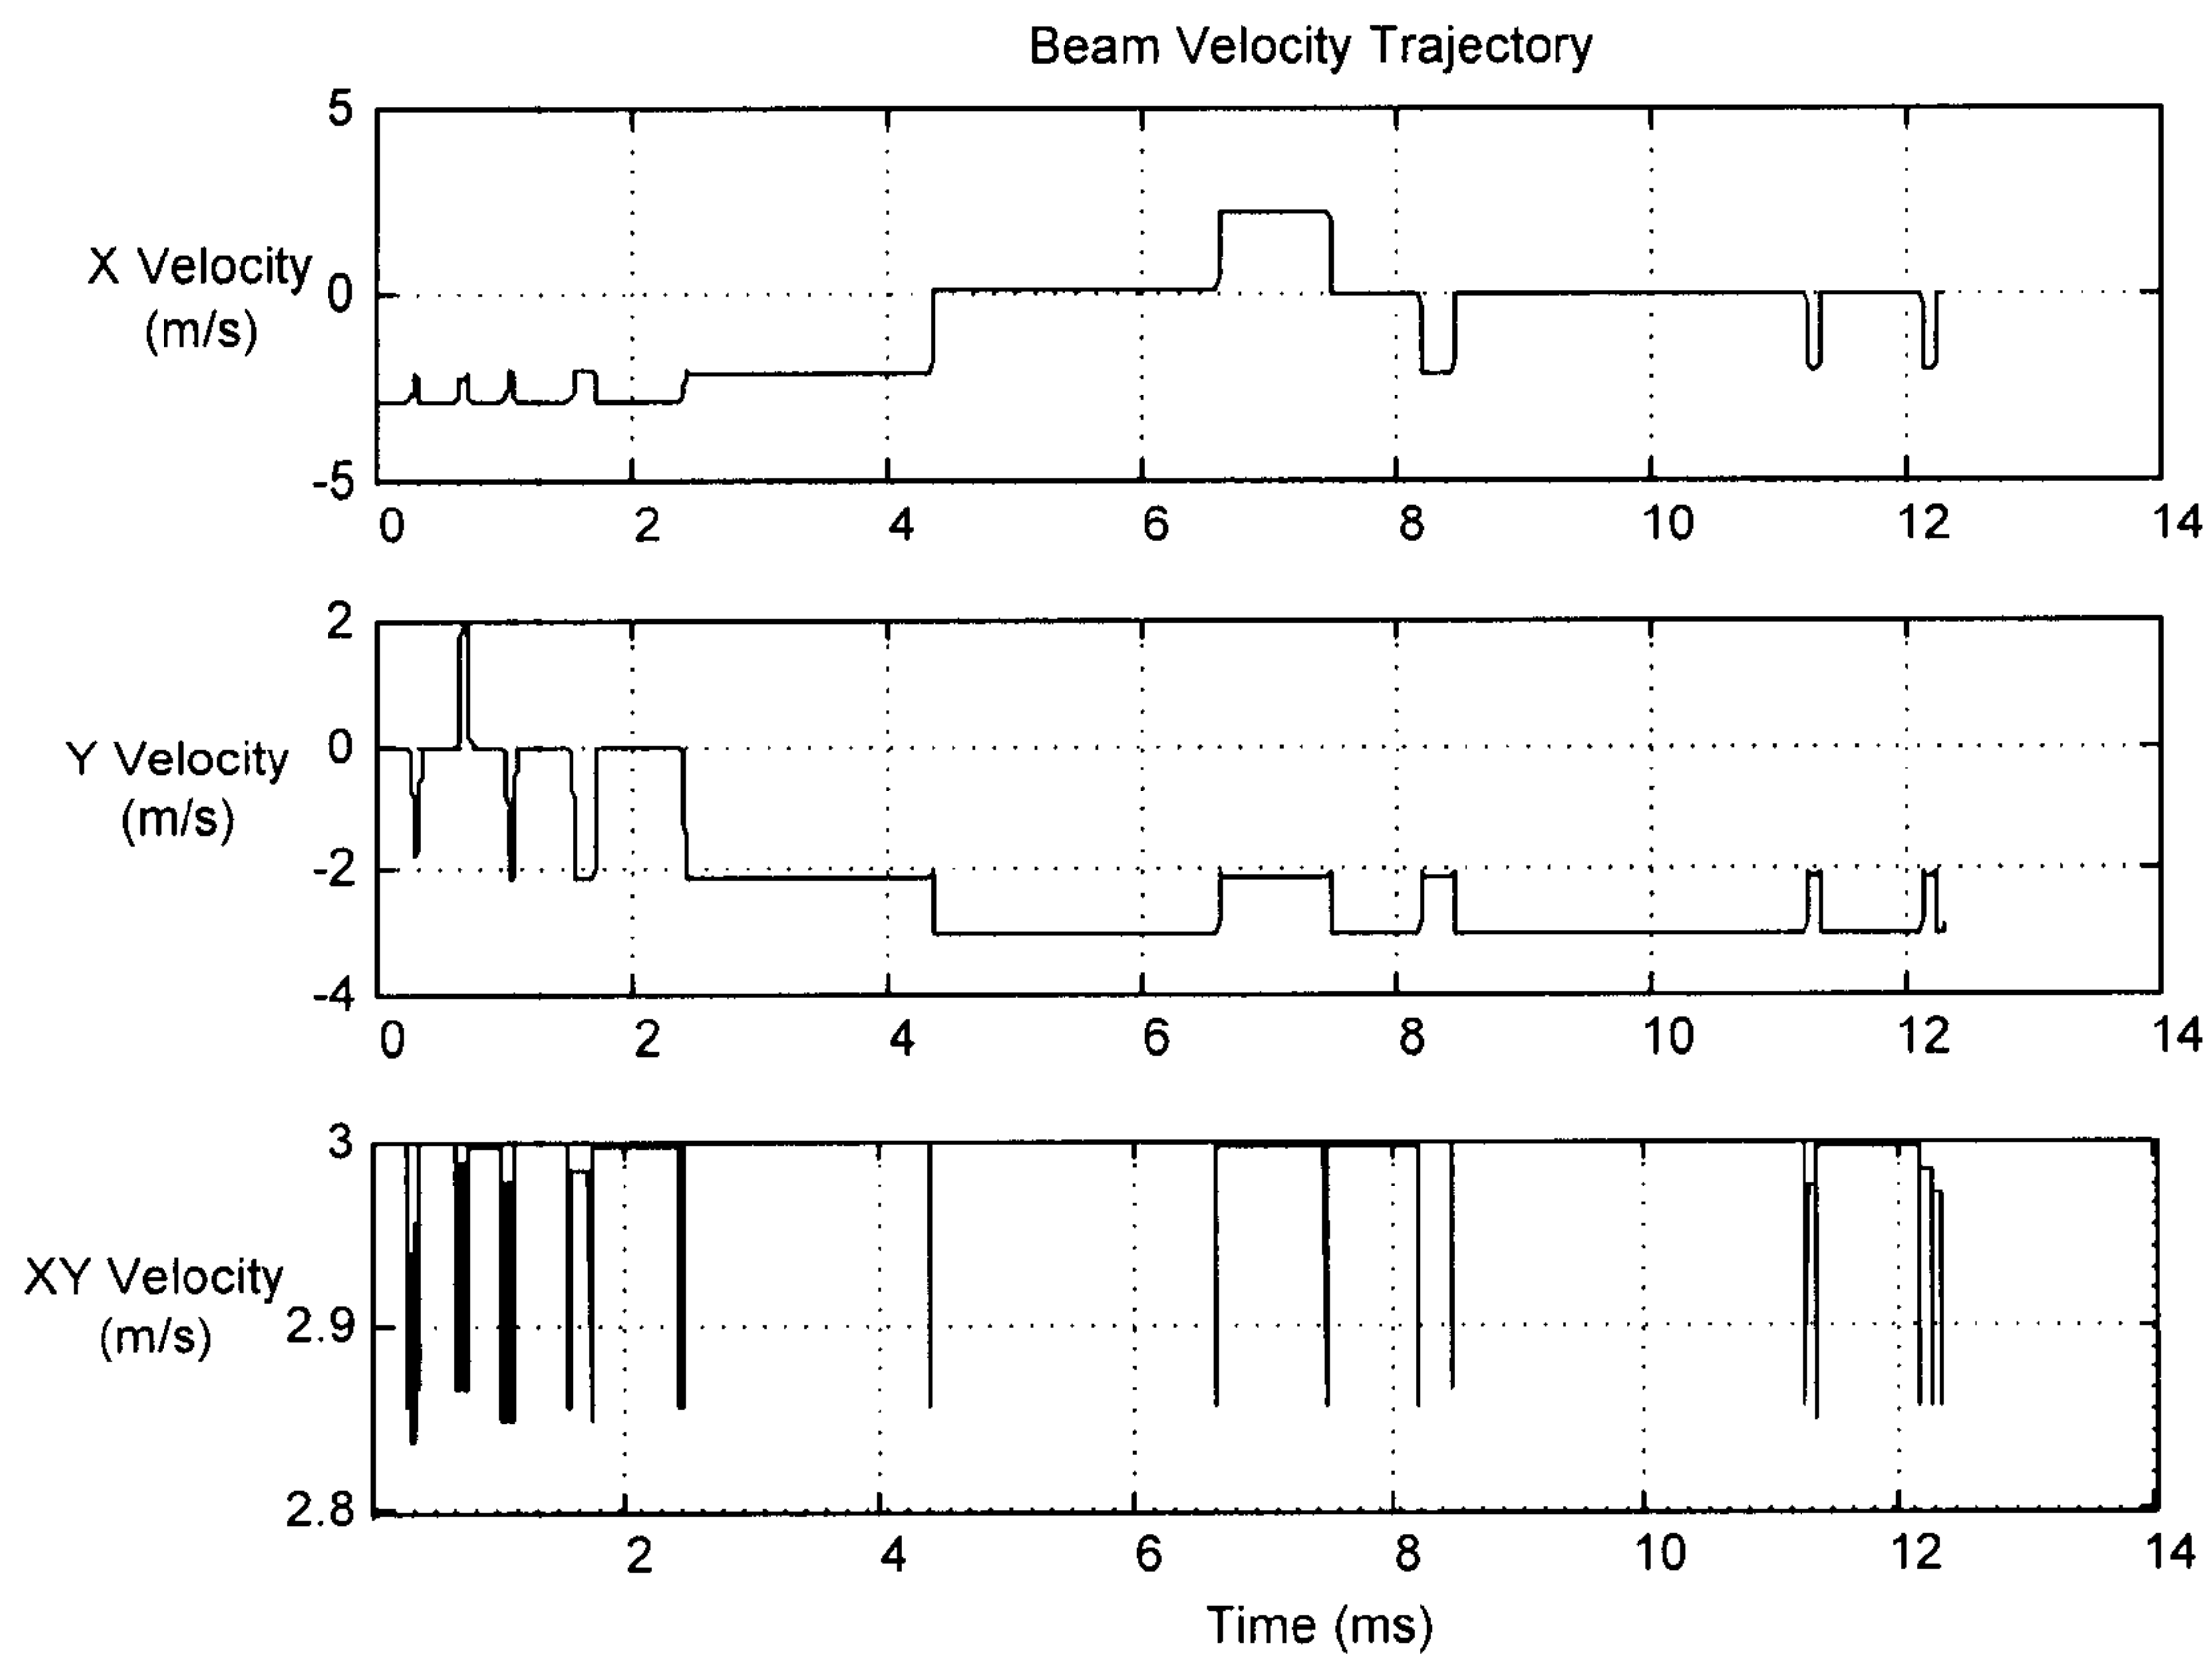 Beam Velocity Trajectory
5
X Velocity
(m/s)
0
-5
0 2 4 6 8 10 12 14
2
Y Velocity
(m/s)
0
-2
-4
0 2 4 6 8 10 12 14
3
XY Velocity
(m/s)
2.9
2.8
2 4 6 8 10 12 14
Time (ms)